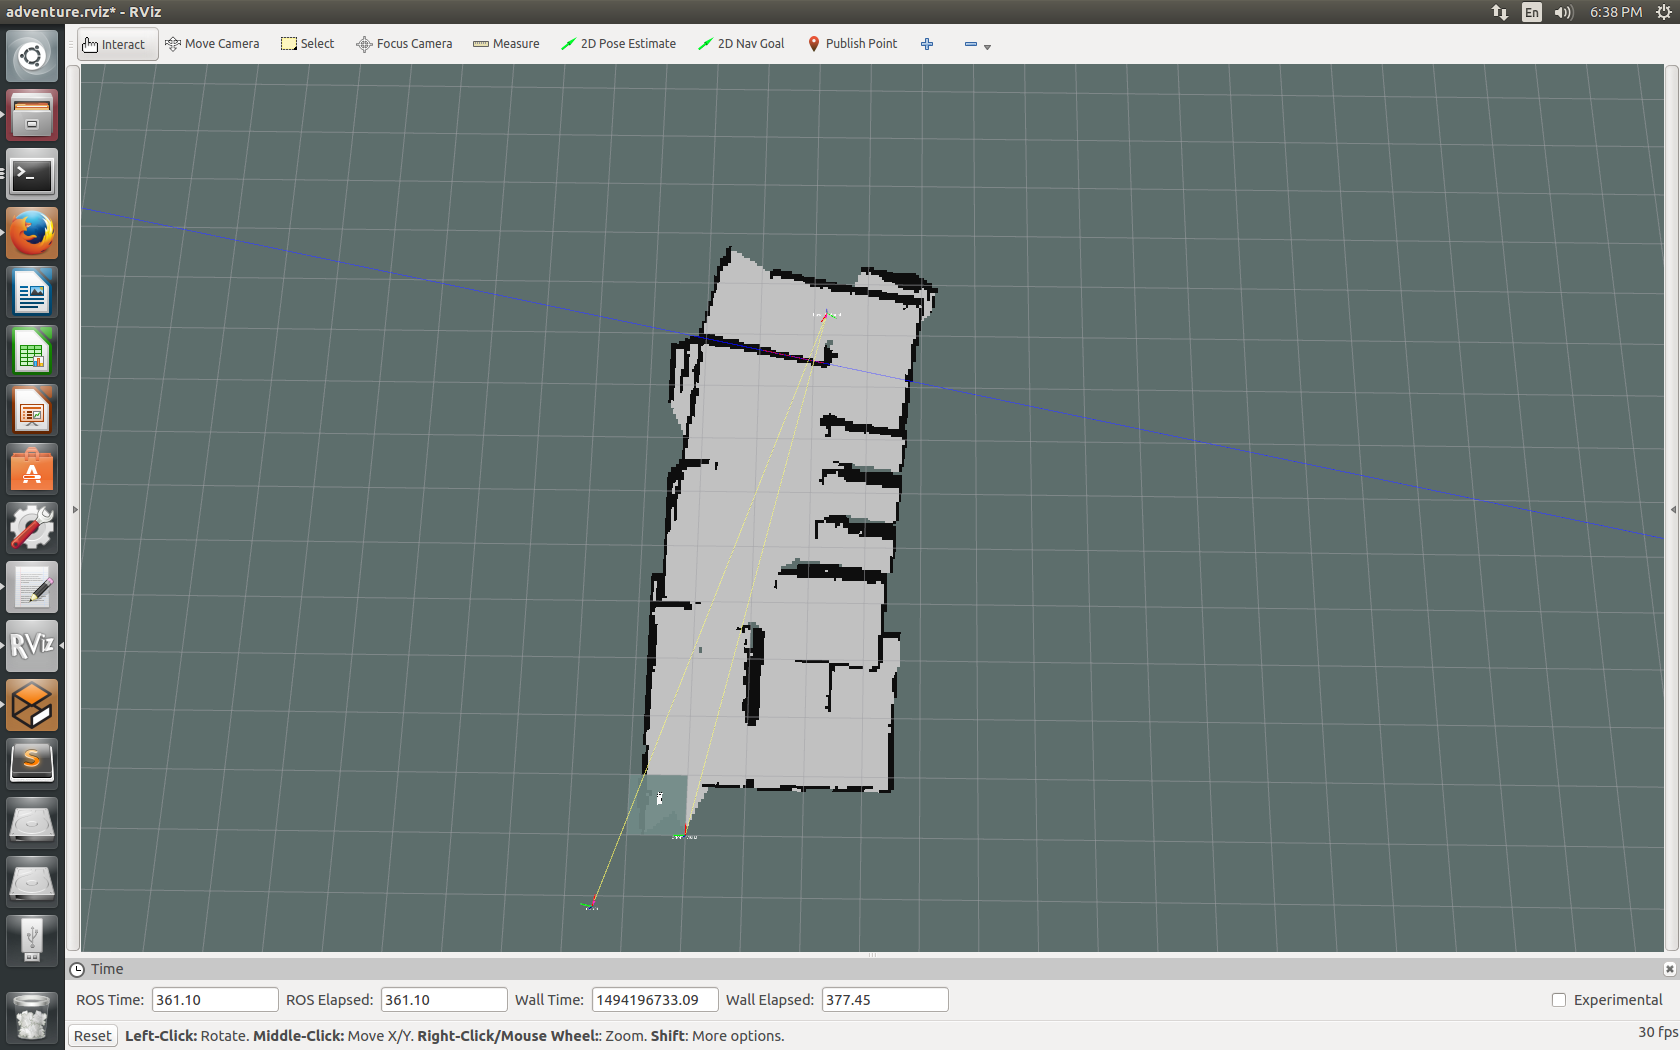 adventure.rviz* - RViz
En
6:38 PM
Interact
Move Camera
Select
Focus Camera
Measure
2D Pose Estimate
2D Nav Goal
Publish Point
RViz
Time
ROS Time: 361.10
ROS Elapsed: 361.10
Wall Time: 1494196733.09
Wall Elapsed: 377.45
Experimental
Reset
Left-Click: Rotate. Middle-Click: Move X/Y. Right-Click/Mouse Wheel:: Zoom. Shift: More options.
30 fps